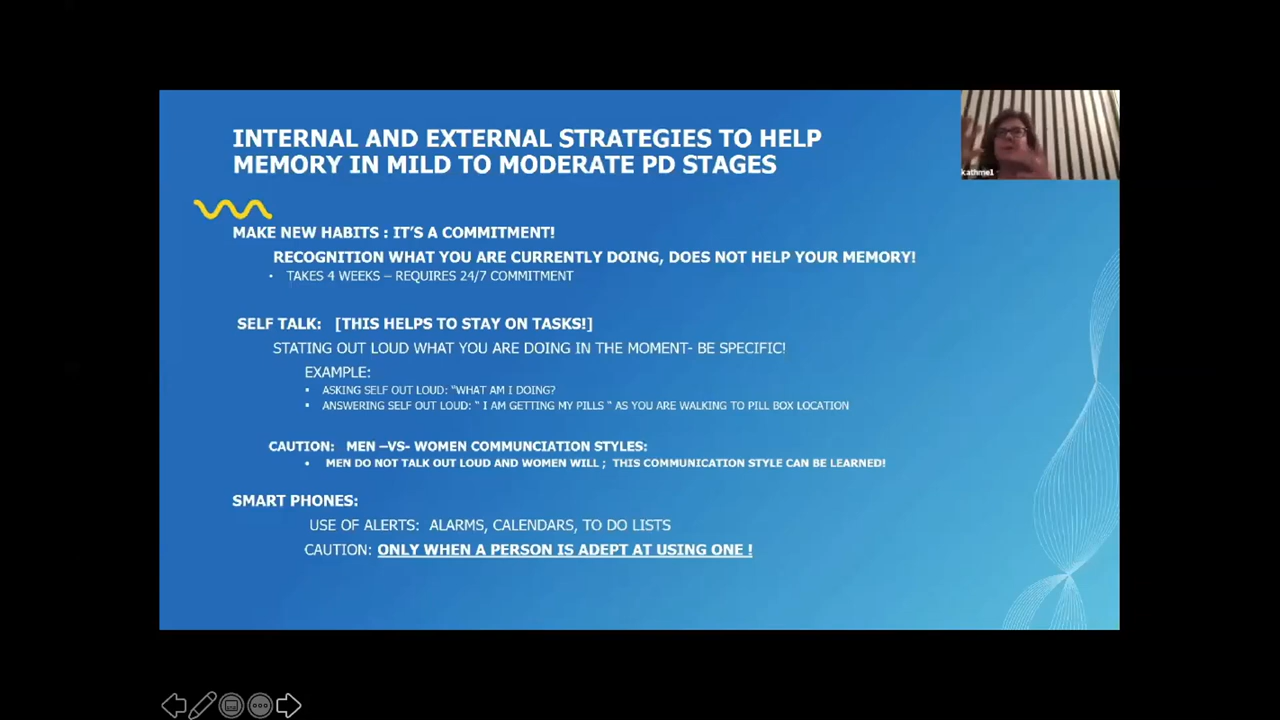 INTERNAL AND EXTERNAL STRATEGIES TO HELP
MEMORY IN MILD TO MODERATE PD STAGES
kathme1
MAKE NEW HABITS : IT'S A COMMITMENT!
RECOGNITION WHAT YOU ARE CURRENTLY DOING, DOES NOT HELP YOUR MEMORY!
• TAKES 4 WEEKS – REQUIRES 24/7 COMMITMENT
SELF TALK: [THIS HELPS TO STAY ON TASKS!]
STATING OUT LOUD WHAT YOU ARE DOING IN THE MOMENT- BE SPECIFIC!
EXAMPLE:
• ASKING SELF OUT LOUD: "WHAT AM I DOING?
• ANSWERING SELF OUT LOUD: " I AM GETTING MY PILLS " AS YOU ARE WALKING TO PILL BOX LOCATION
CAUTION: MEN –VS- WOMEN COMMUNCIATION STYLES:
• MEN DO NOT TALK OUT LOUD AND WOMEN WILL ; THIS COMMUNICATION STYLE CAN BE LEARNED!
SMART PHONES:
USE OF ALERTS: ALARMS, CALENDARS, TO DO LISTS
CAUTION: ONLY WHEN A PERSON IS ADEPT AT USING ONE !